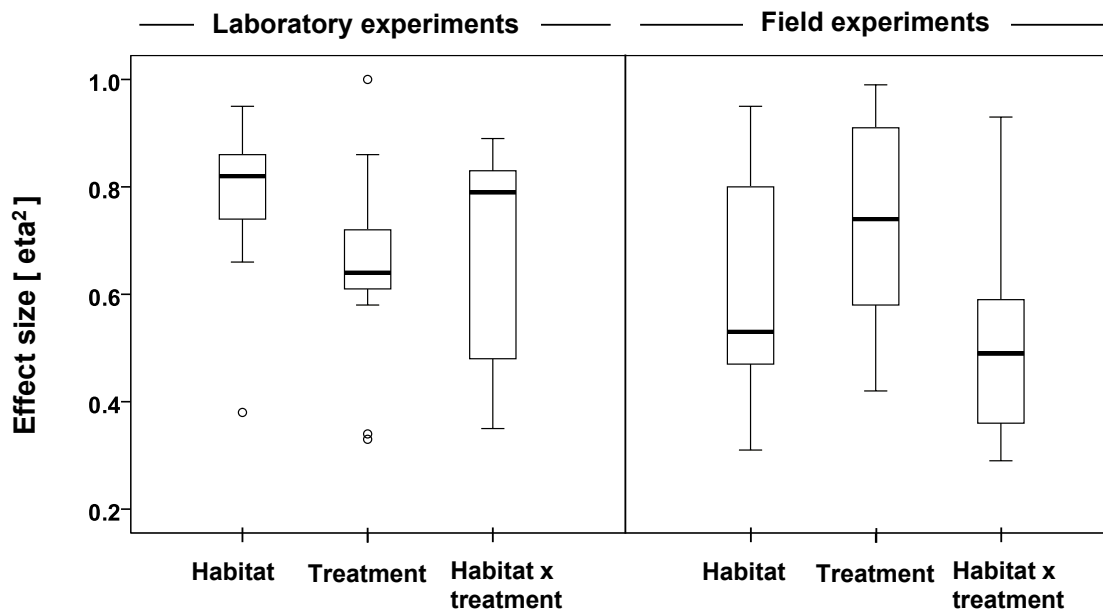 Laboratory experiments
Field experiments
Effect size [ eta²]
1.0
0.8
0.6
0.4
0.2
Habitat
Treatment
Habitat x
treatment
Habitat
Treatment
Habitat x
treatment